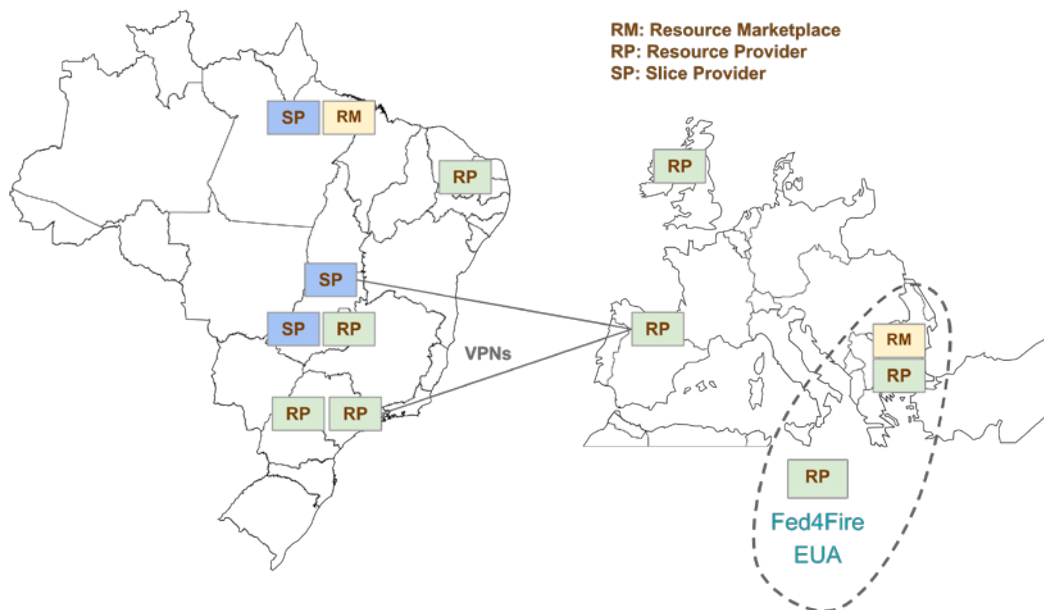 RM: Resource Marketplace
RP: Resource Provider
SP: Slice Provider
SP RM
RP
RP
SP
SP RP
RP
VPNs
RM
RP
RP RP
RP
Fed4Fire
EUA